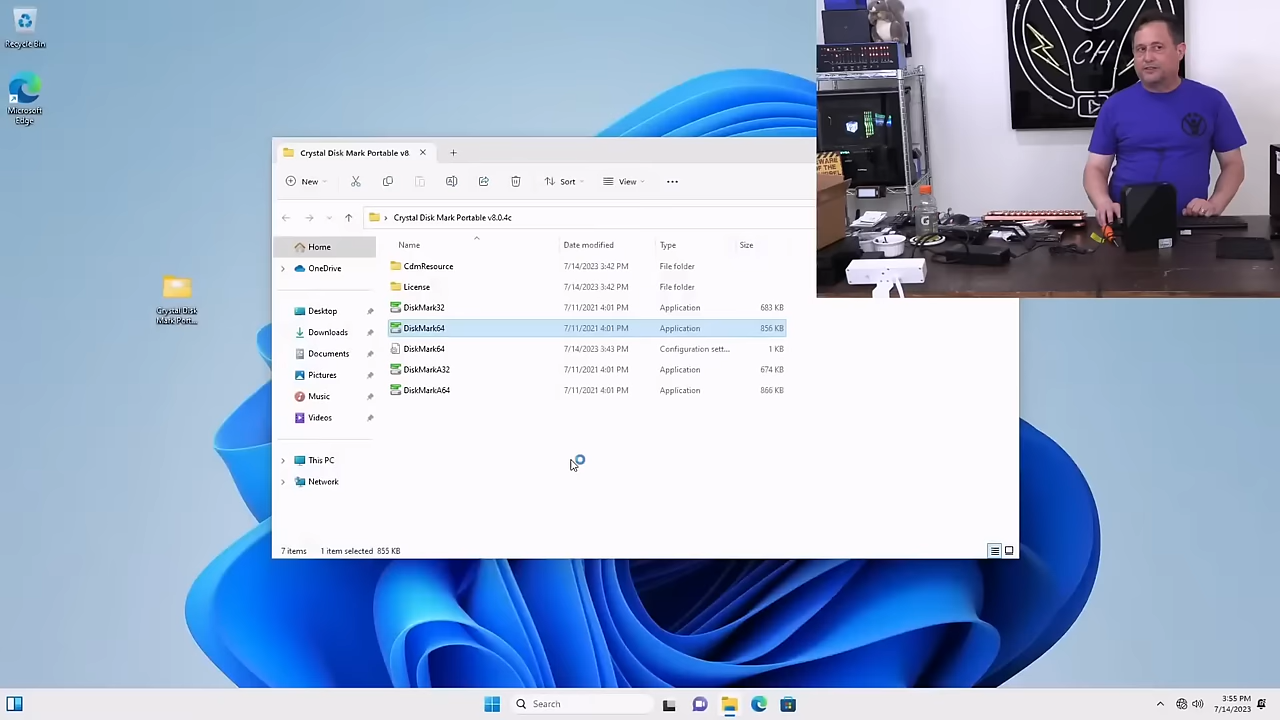 Recycle Bin
Microsoft
Edge
Crystal Disk
Mark Port...
Crystal Disk Mark Portable v8
New
Sort
View
Crystal Disk Mark Portable v8.0.4c
Name
Date modified
Type
Size
Home
OneDrive
Desktop
Downloads
Documents
Pictures
Music
Videos
This PC
Network
CdmResource 7/14/2023 3:42 PM File folder
License 7/14/2023 3:42 PM File folder
DiskMark32 7/11/2021 4:01 PM Application 683 KB
DiskMark64 7/11/2021 4:01 PM Application 856 KB
DiskMark64 7/14/2023 3:43 PM Configuration sett... 1 KB
DiskMarkA32 7/11/2021 4:01 PM Application 674 KB
DiskMarkA64 7/11/2021 4:01 PM Application 866 KB
7 items 1 item selected 855 KB
CH
G
Search
3:55 PM
7/14/2023